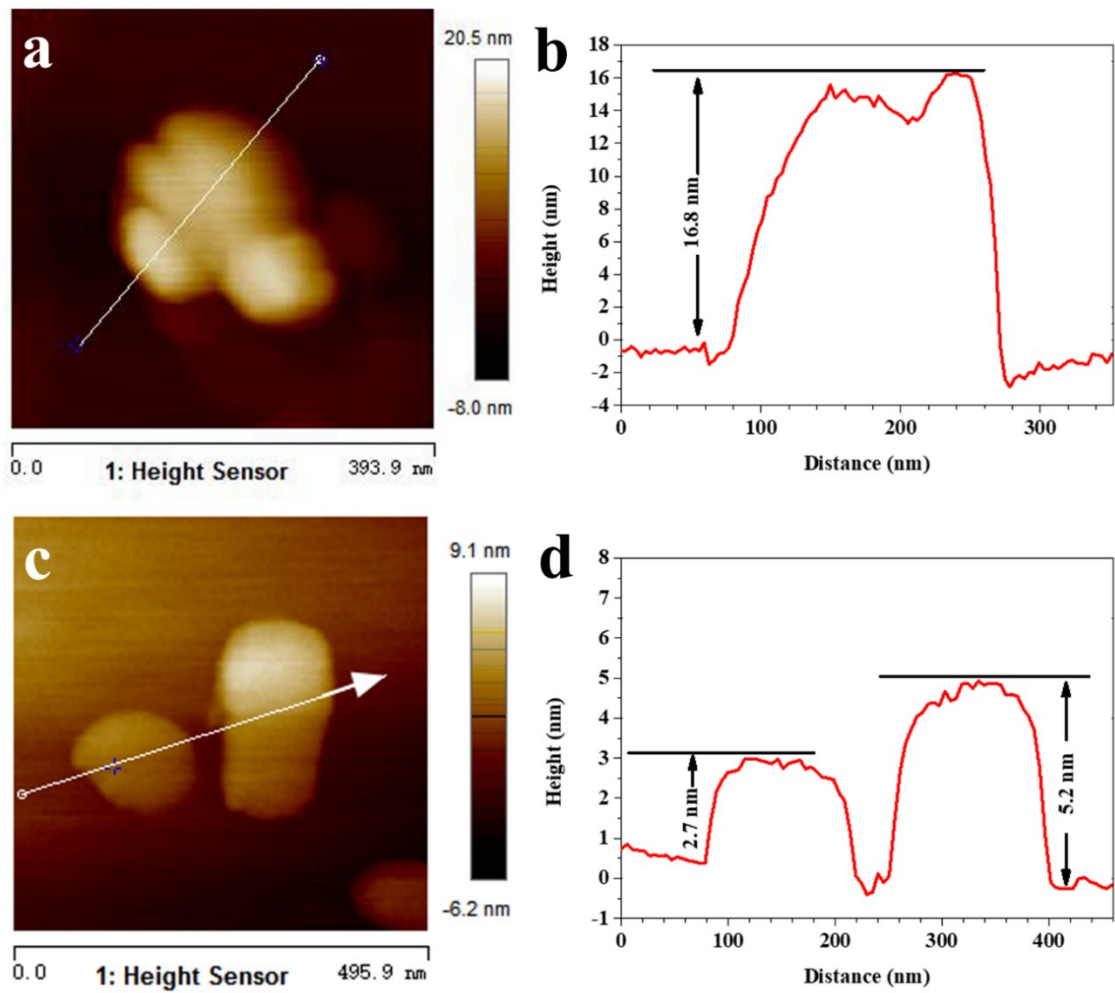 a
20.5 nm
-8.0 nm
0.0
1: Height Sensor
393.9 nm
b
18
16
14
12
10
8
6
4
2
0
-2
-4
Height (nm)
16.8 nm
0
100
200
300
Distance (nm)
c
9.1 nm
-6.2 nm
0.0
1: Height Sensor
495.9 nm
d
8
7
6
5
4
3
2
1
0
-1
Height (nm)
2.7 nm
5.2 nm
0
100
200
300
400
Distance (nm)